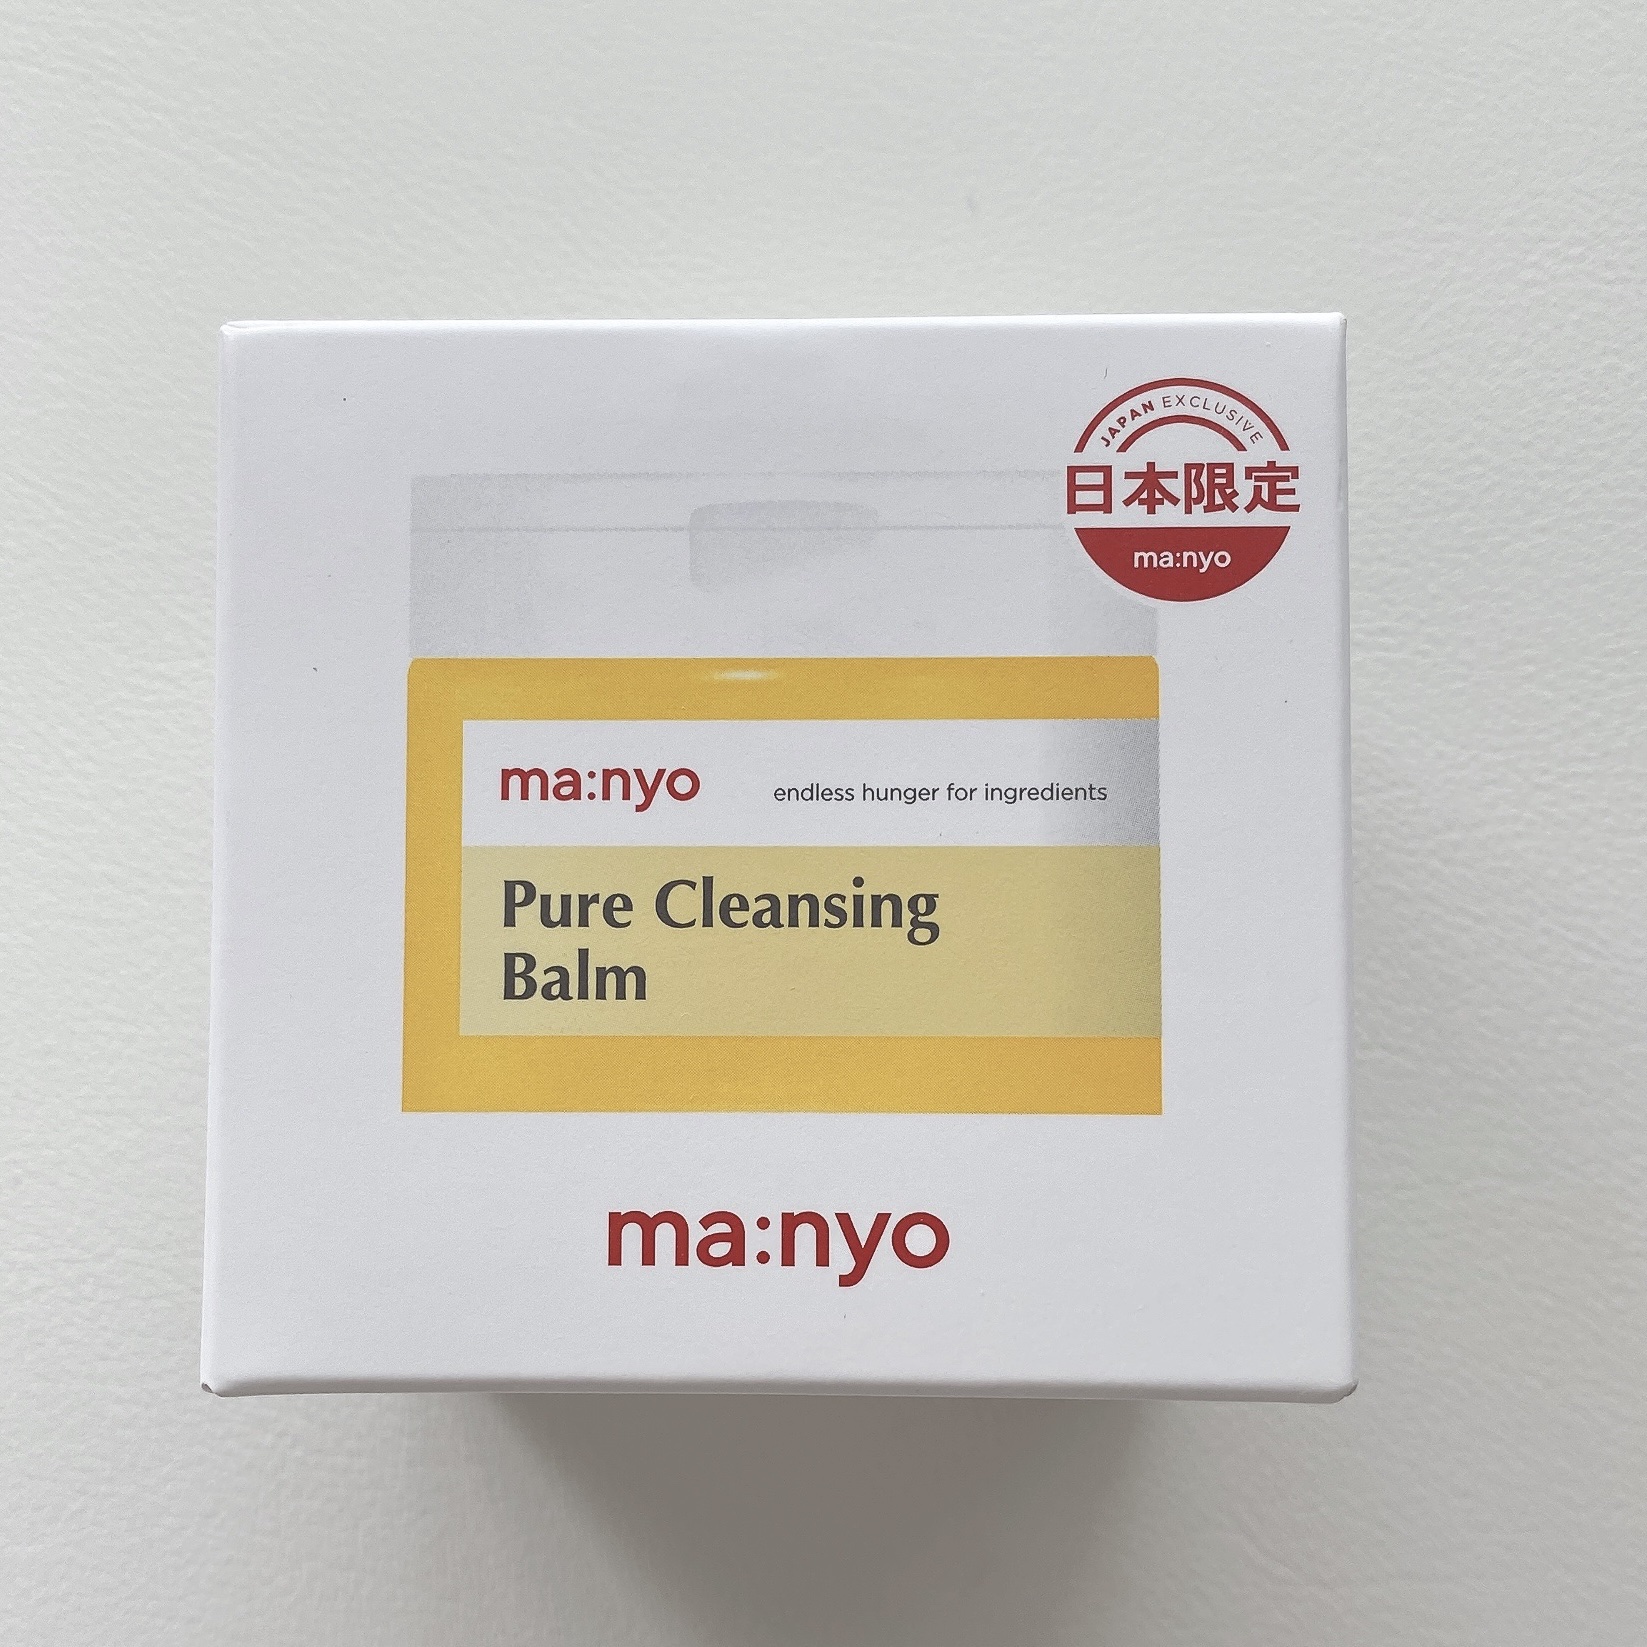 JAPAN EXCLUSIVE
日本限定
ma:nyo
ma:nyo endless hunger for ingredients
Pure Cleansing
Balm
ma:nyo